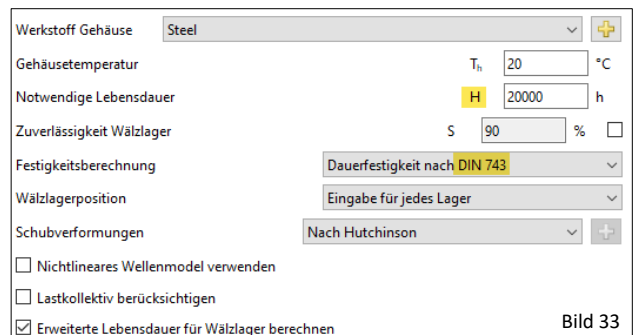 Werkstoff Gehäuse Steel
Gehäusetemperatur Th 20 °C
Notwendige Lebensdauer H 20000 h
Zuverlässigkeit Wälzlager S 90 %
Festigkeitsberechnung Dauerfestigkeit nach DIN 743
Wälzlagerposition Eingabe für jedes Lager
Schubverformungen Nach Hutchinson
Nichtlineares Wellenmodel verwenden
Lastkollektiv berücksichtigen
Erweiterte Lebensdauer für Wälzlager berechnen Bild 33